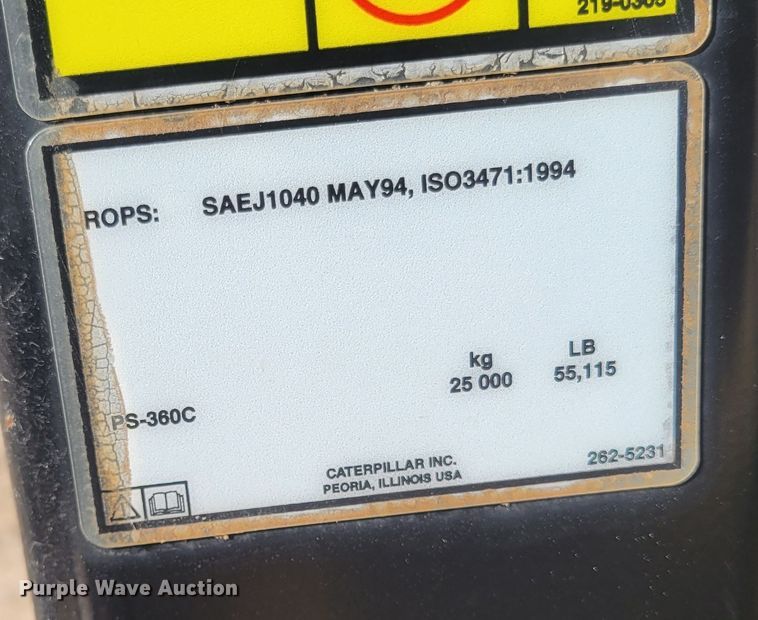 219-0305
ROPS: SAEJ1040 MAY94, ISO3471:1994
kg LB
25 000 55,115
PS-360C
CATERPILLAR INC.
PEORIA, ILLINOIS USA
262-5231
Purple Wave Auction